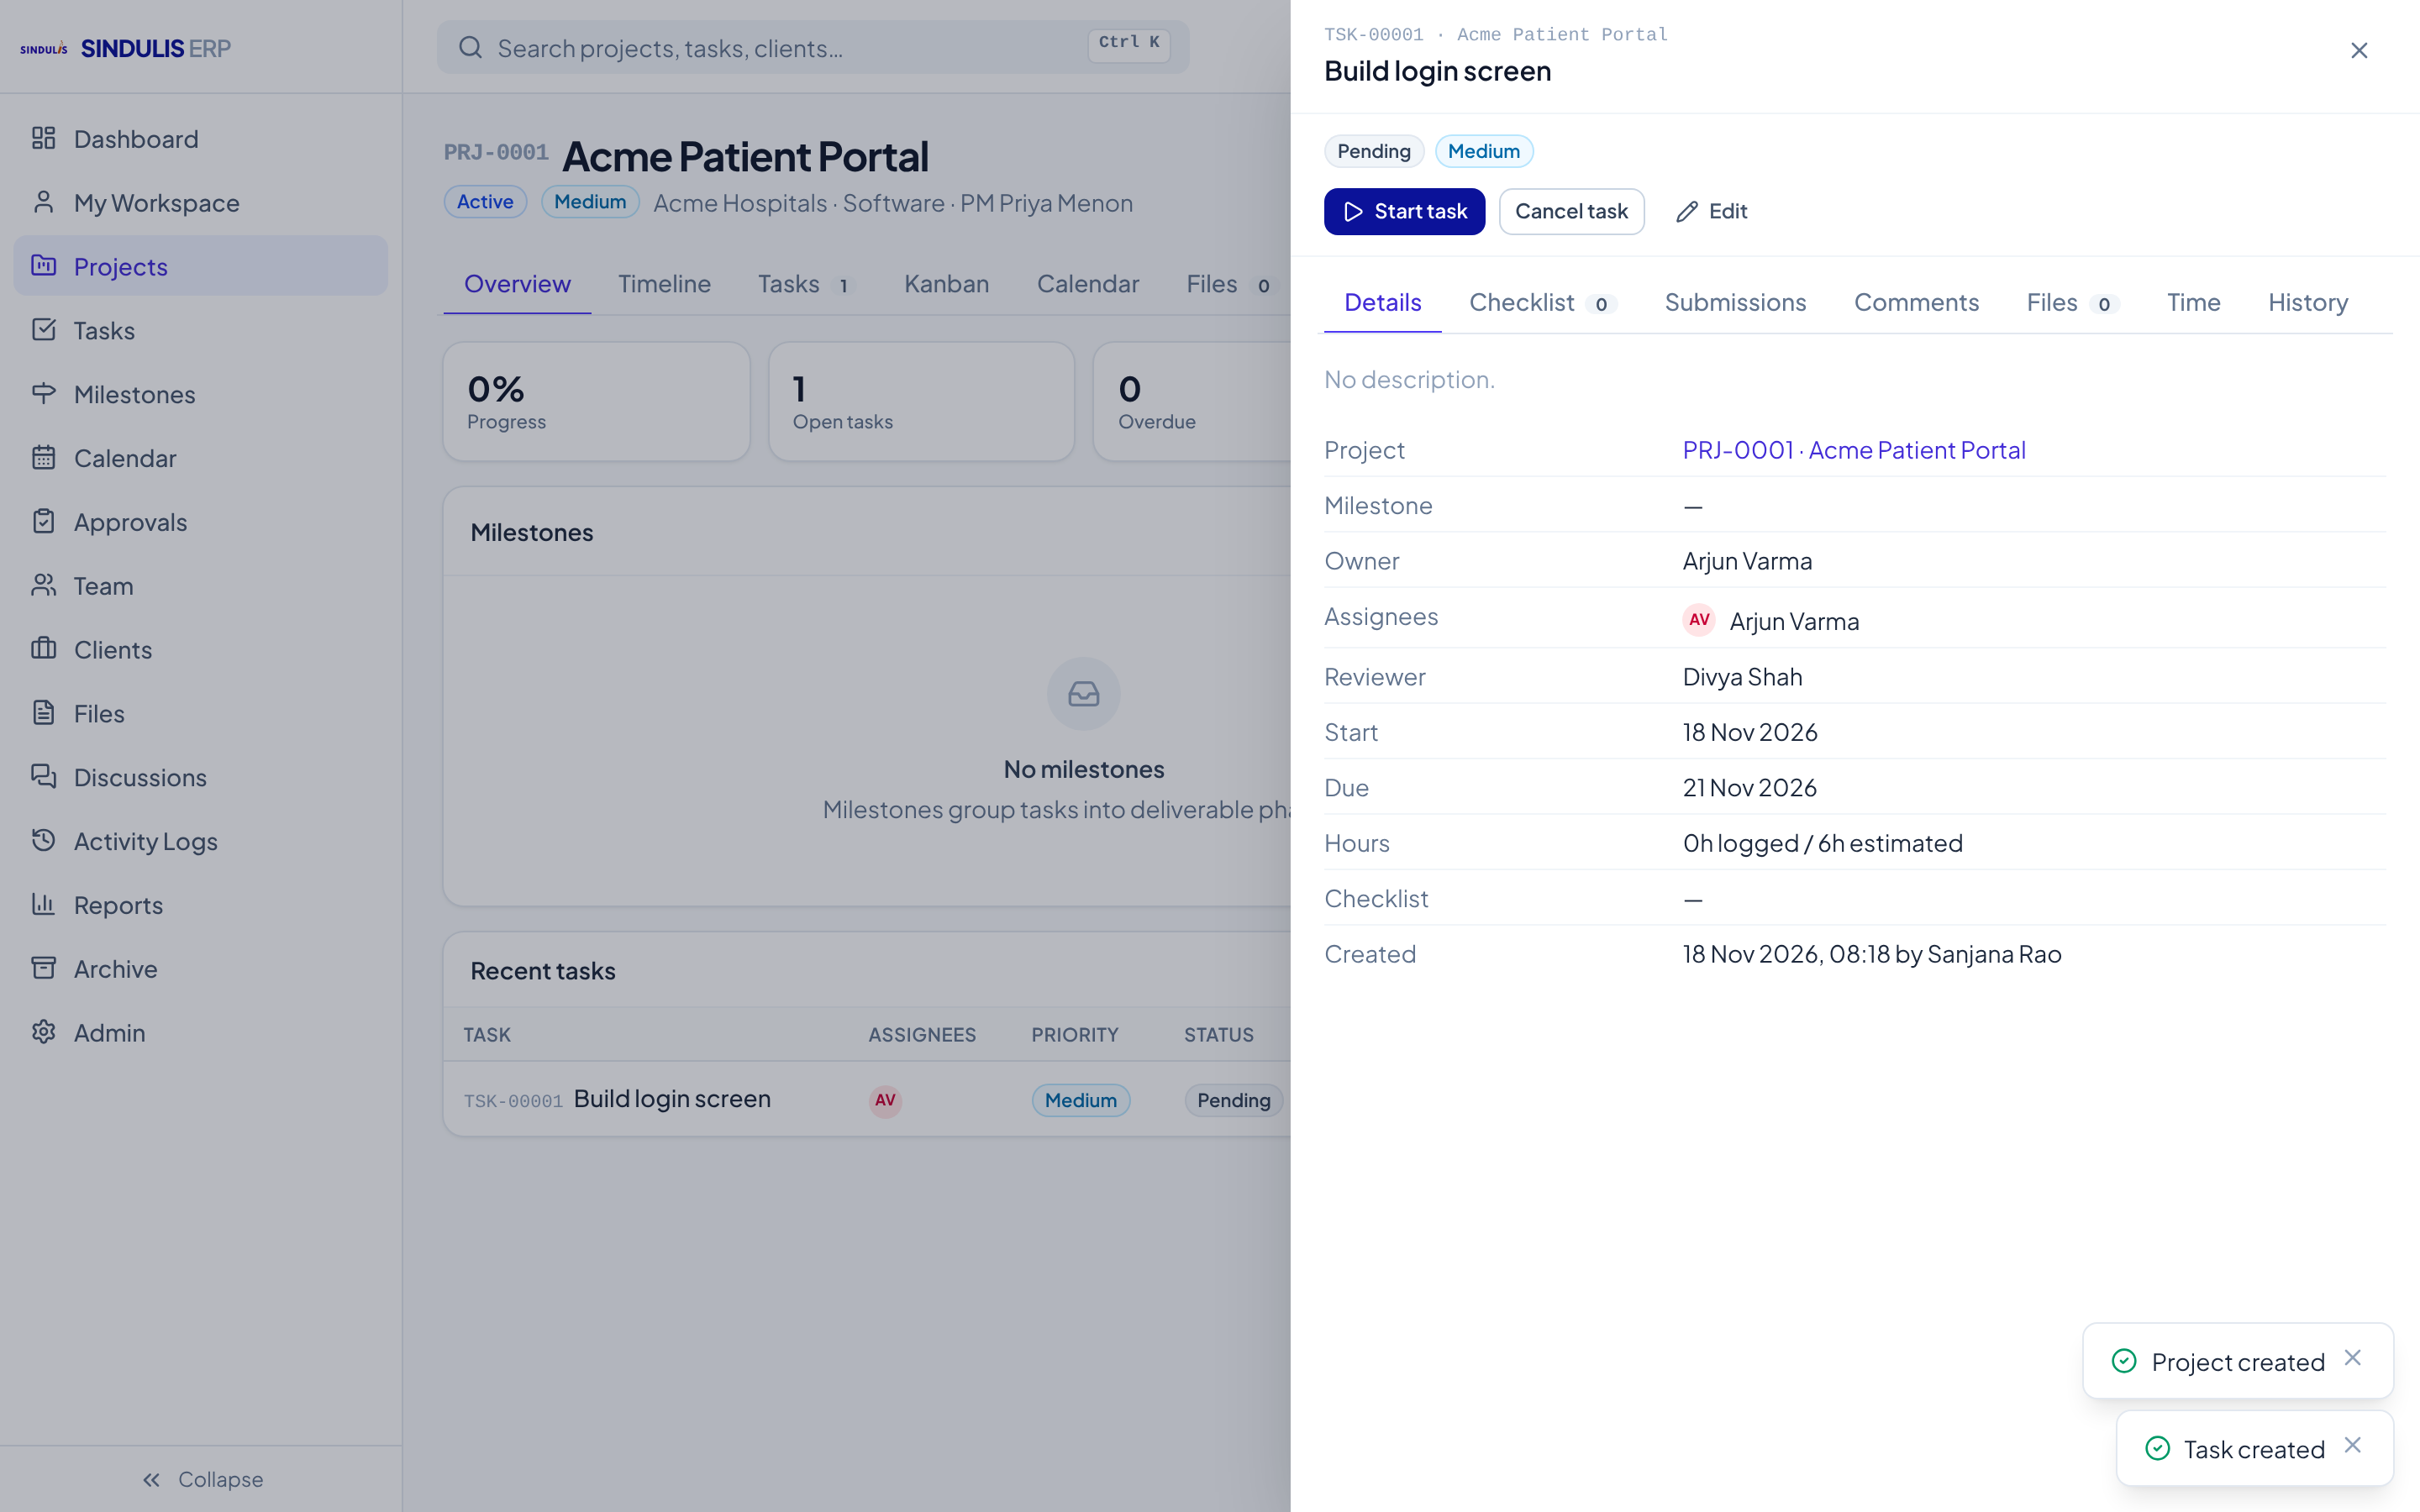 SINDULIS SINDULIS ERP
Search projects, tasks, clients... Ctrl K
Dashboard
My Workspace
Projects
Tasks
Milestones
Calendar
Approvals
Team
Clients
Files
Discussions
Activity Logs
Reports
Archive
Admin
Collapse
PRJ-0001 Acme Patient Portal
Active Medium Acme Hospitals · Software · PM Priya Menon
Overview Timeline Tasks 1 Kanban Calendar Files 0
0%
Progress
1
Open tasks
0
Overdue
Milestones
No milestones
Milestones group tasks into deliverable
Recent tasks
TASK ASSIGNEES PRIORITY STATUS
TSK-00001 Build login screen AV Medium Pending
TSK-00001 · Acme Patient Portal
Build login screen
Pending Medium
Start task Cancel task Edit
Details Checklist 0 Submissions Comments Files 0 Time History
No description.
Project PRJ-0001 · Acme Patient Portal
Milestone —
Owner Arjun Varma
Assignees AV Arjun Varma
Reviewer Divya Shah
Start 18 Nov 2026
Due 21 Nov 2026
Hours 0h logged / 6h estimated
Checklist —
Created 18 Nov 2026, 08:18 by Sanjana Rao
Project created
Task created